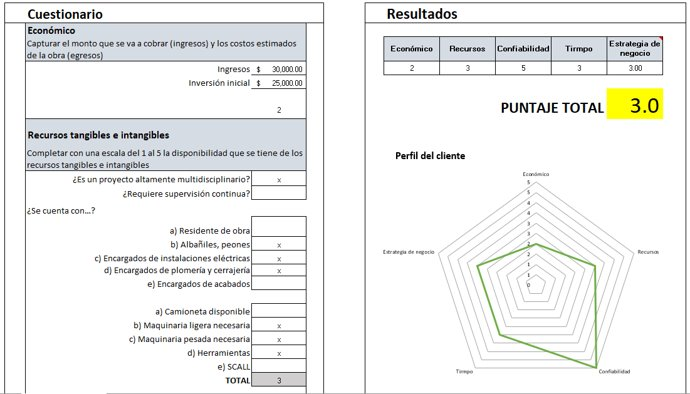 Cuestionario
Económico
Capturar el monto que se va a cobrar (ingresos) y los costos estimados
de la obra (egresos)
Ingresos $ 30,000.00
Inversión inicial $ 25,000.00
2
Recursos tangibles e intangibles
Completar con una escala del 1 al 5 la disponibilidad que se tiene de los
recursos tangibles e intangibles
¿Es un proyecto altamente multidisciplinario? x
¿Requiere supervisión continua?
¿Se cuenta con...?
a) Residente de obra
b) Albañiles, peones x
c) Encargados de instalaciones eléctricas x
d) Encargados de plomería y cerrajería x
e) Encargados de acabados
a) Camioneta disponible
b) Maquinaria ligera necesaria x
c) Maquinaria pesada necesaria x
d) Herramientas x
e) SCALL
TOTAL 3
Resultados
Económico Recursos Confiabilidad Tirmpo Estrategia de
negocio
2 3 5 3 3.00
PUNTAJE TOTAL 3.0
Perfil del cliente
Económico
5
5
4
4
3
3
2
2
1
1
0
Estrategia de negocio
Recursos
Tirmpo
Confiabilidad